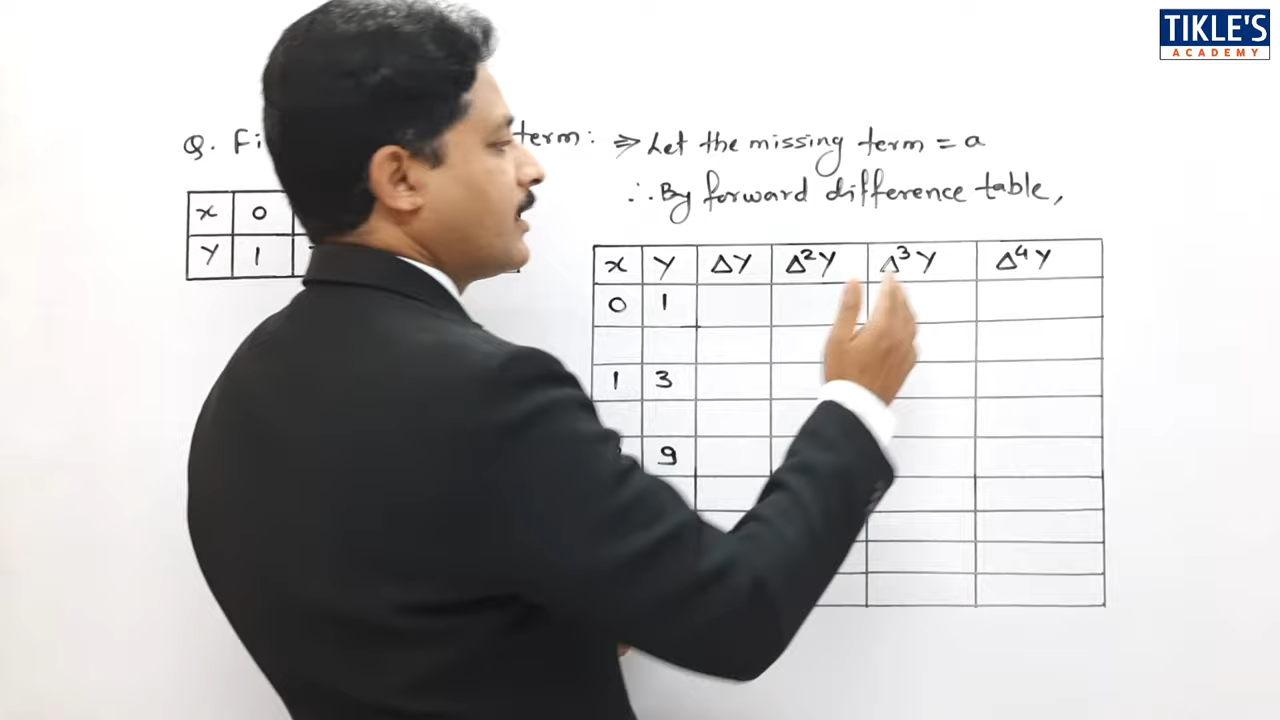 TIKLE'S
ACADEMY
Q. Fi term: ⇒ Let the missing term = a
∴ By forward difference table,
x 0
Y 1
x Y ΔY Δ²Y Δ³Y Δ⁴Y
0 1
1 3
9